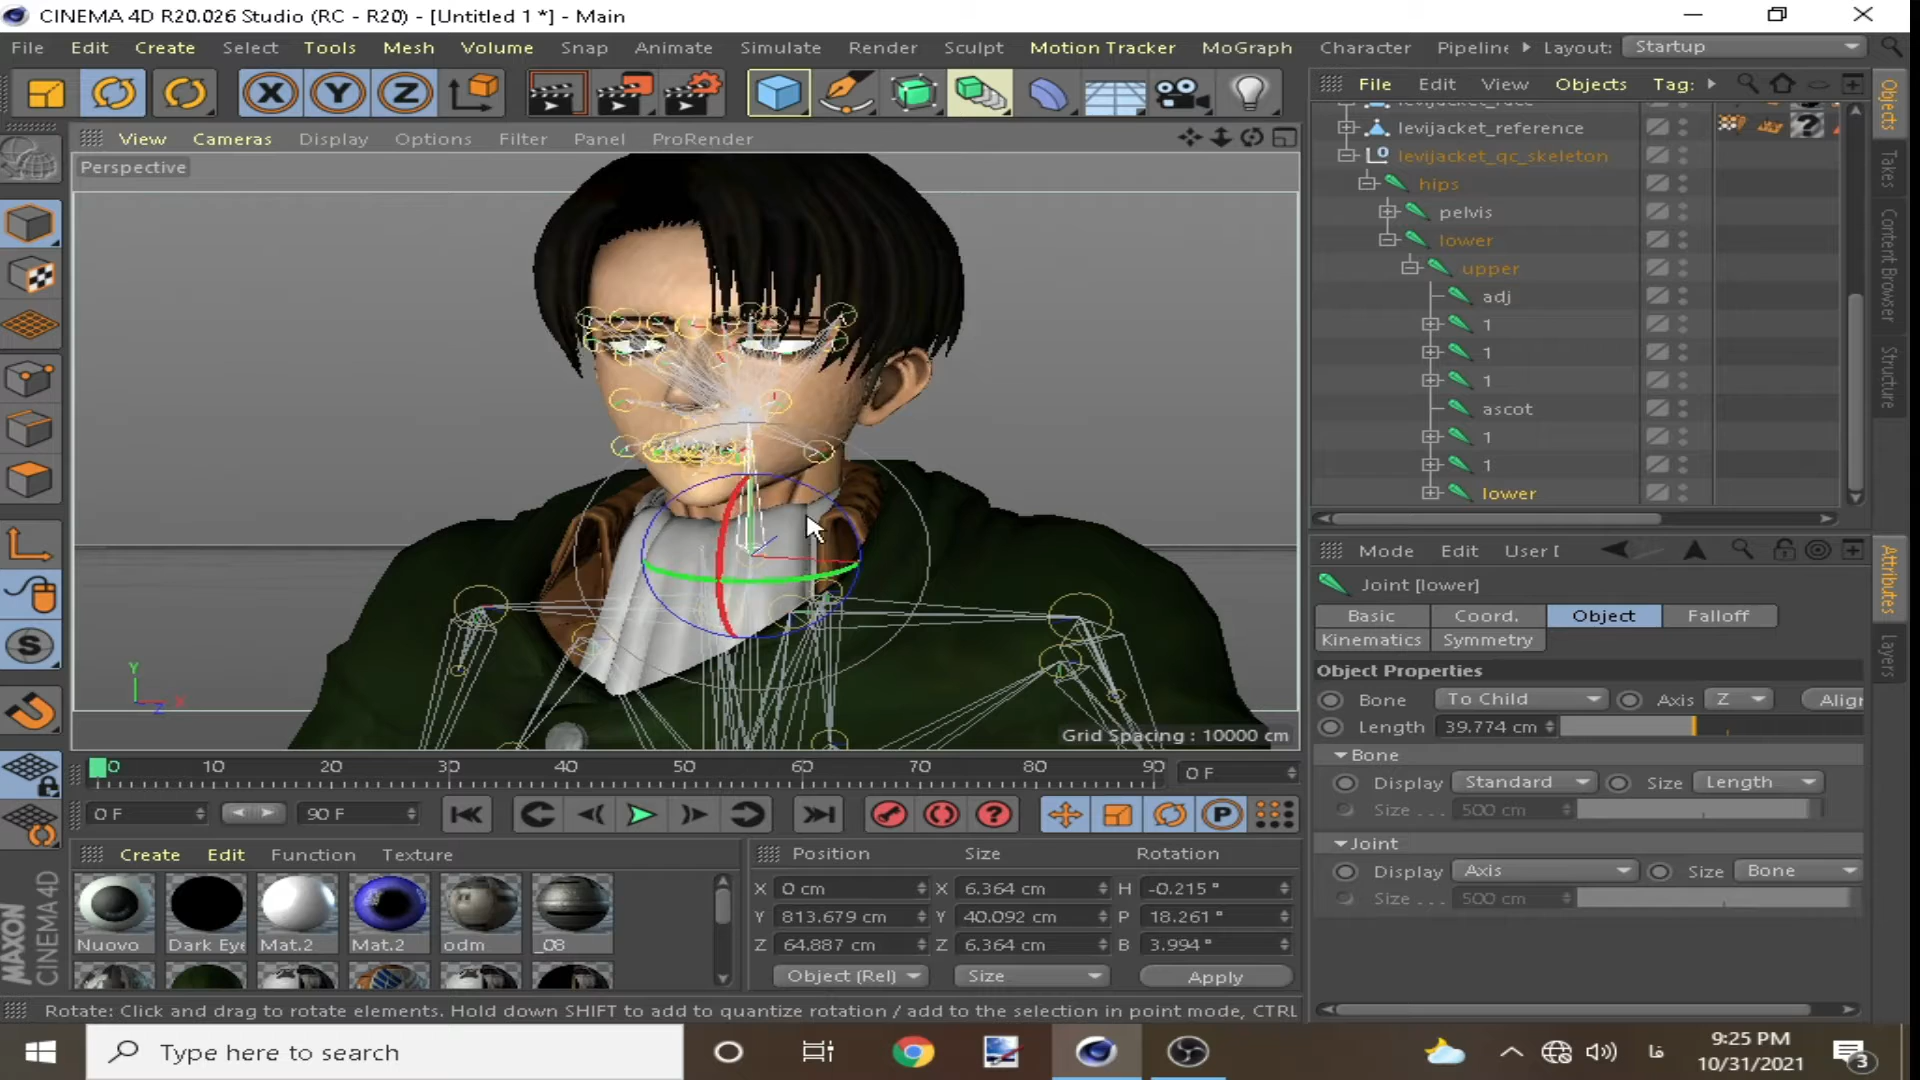 CINEMA 4D R20.026 Studio (RC - R20) - [Untitled 1 *] - Main
File Edit Create Select Tools Mesh Volume Snap Animate Simulate Render Sculpt Motion Tracker MoGraph Character Pipeline Layout: Startup
X Y Z
File Edit View Objects Tag:
View Cameras Display Options Filter Panel ProRender
Perspective
levijacket_reference
levijacket_qc_skeleton
hips
pelvis
lower
upper
adj
1
1
1
ascot
1
1
lower
Objects
Takes
Content Browser
Structure
Mode Edit User
Joint [lower]
Basic Coord. Object Falloff
Kinematics Symmetry
Object Properties
Bone To Child Axis Z Align
Length 39.774 cm
Bone
Display Standard Size Length
Size . . . 500 cm
Joint
Display Axis Size Bone
Size . . . 500 cm
Attributes
Layers
Y
X
Z
Grid Spacing : 10000 cm
0 10 20 30 40 50 60 70 80 90 0 F
0 F 90 F
P
Create Edit Function Texture
Nuovo Dark Eye Mat.2 Mat.2 odm _08
Position Size Rotation
X 0 cm X 6.364 cm H -0.215 °
Y 813.679 cm Y 40.092 cm P 18.261 °
Z 64.887 cm Z 6.364 cm B 3.994 °
Object (Rel) Size Apply
MAXON CINEMA 4D
Rotate: Click and drag to rotate elements. Hold down SHIFT to add to quantize rotation / add to the selection in point mode, CTRL
Type here to search
فا
9:25 PM
10/31/2021
3